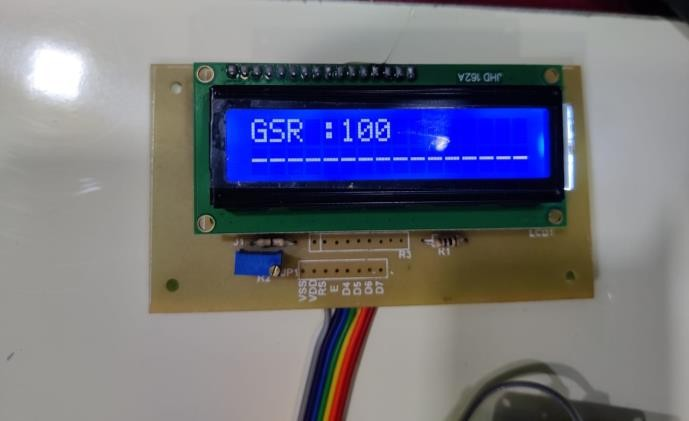 JHD 162A
GSR :100
----------------
J1
R3
R1
LCD1
R2
JP1
VSS
VDD
RS
E
D4
D5
D6
D7